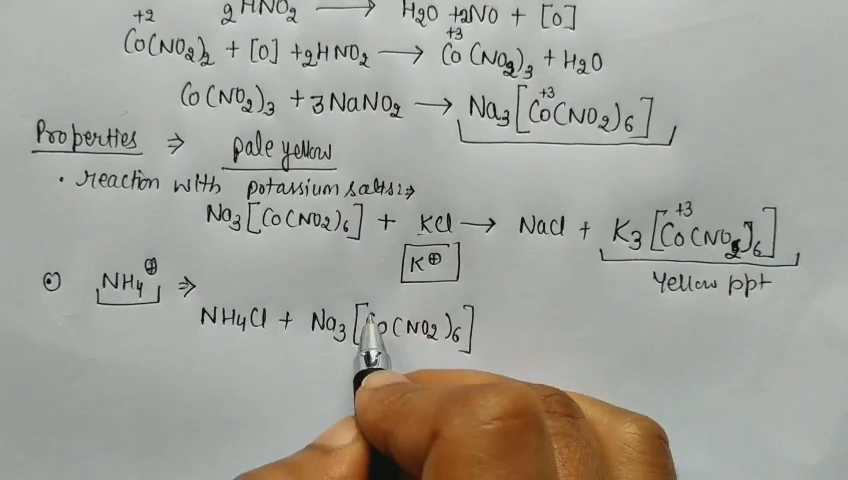 2HNO2 ⟶ H2O + 2NO + [O]
+2 +3
Co(NO2)2 + [O] + 2HNO2 ⟶ Co(NO2)3 + H2O
+3
Co(NO2)3 + 3NaNO2 ⟶ Na3[Co(NO2)6]
Properties ⇒ pale yellow
• reaction with potassium salts:⇒
+3
Na3[Co(NO2)6] + KCl ⟶ NaCl + K3[Co(NO2)6]
K⊕ Yellow ppt
⊙ NH4⊕ ⇒
NH4Cl + Na3[Co(NO2)6]